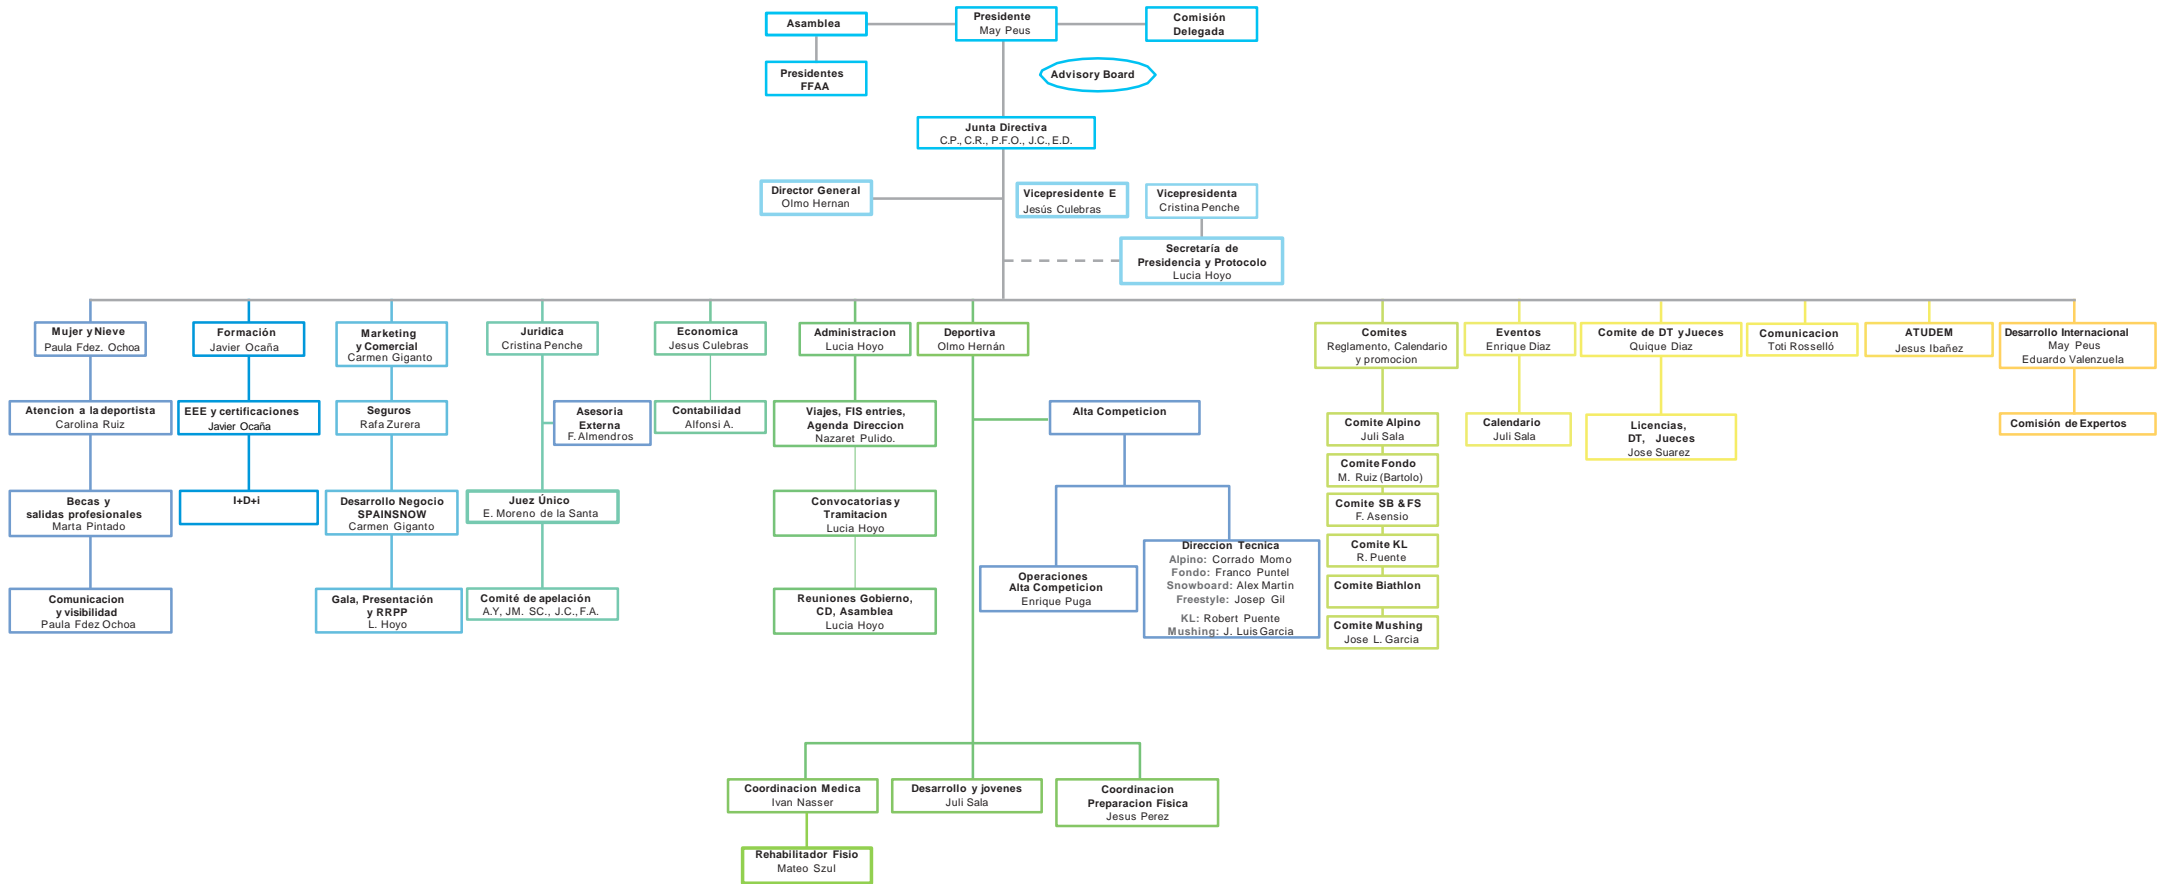 Asamblea
Presidente
May Peus
Comisión
Delegada
Presidentes
FFAA
Advisory Board
Junta Directiva
C.P., C.R., P.F.O., J.C., E.D.
Director General
Olmo Hernan
Vicepresidente E
Jesús Culebras
Vicepresidenta
Cristina Penche
Secretaría de
Presidencia y Protocolo
Lucia Hoyo
Mujer y Nieve
Paula Fdez. Ochoa
Formación
Javier Ocaña
Marketing
y Comercial
Carmen Giganto
Juridica
Cristina Penche
Economica
Jesus Culebras
Administracion
Lucia Hoyo
Deportiva
Olmo Hernán
Comites
Reglamento, Calendario
y promocion
Eventos
Enrique Diaz
Comite de DT y Jueces
Quique Diaz
Comunicacion
Toti Rosselló
ATUDEM
Jesus Ibañez
Desarrollo Internacional
May Peus
Eduardo Valenzuela
Atencion a la deportista
Carolina Ruiz
EEE y certificaciones
Javier Ocaña
Seguros
Rafa Zurera
Asesoria
Externa
F. Almendros
Contabilidad
Alfonsi A.
Viajes, FIS entries,
Agenda Direccion
Nazaret Pulido.
Alta Competicion
Comite Alpino
Juli Sala
Calendario
Juli Sala
Licencias,
DT, Jueces
Jose Suarez
Comisión de Expertos
Comite Fondo
M. Ruiz (Bartolo)
Becas y
salidas profesionales
Marta Pintado
I+D+i
Desarrollo Negocio
SPAINSNOW
Carmen Giganto
Juez Único
E. Moreno de la Santa
Convocatorias y
Tramitacion
Lucia Hoyo
Comite SB & FS
F. Asensio
Comite KL
R. Puente
Comunicacion
y visibilidad
Paula Fdez Ochoa
Gala, Presentación
y RRPP
L. Hoyo
Comité de apelación
A.Y, JM. SC., J.C., F.A.
Reuniones Gobierno,
CD, Asamblea
Lucia Hoyo
Operaciones
Alta Competicion
Enrique Puga
Direccion Tecnica
Alpino: Corrado Momo
Fondo: Franco Puntel
Snowboard: Alex Martin
Freestyle: Josep Gil
KL: Robert Puente
Mushing: J. Luis Garcia
Comite Biathlon
Comite Mushing
Jose L. Garcia
Coordinacion Medica
Ivan Nasser
Desarrollo y jovenes
Juli Sala
Coordinacion
Preparacion Fisica
Jesus Perez
Rehabilitador Fisio
Mateo Szul